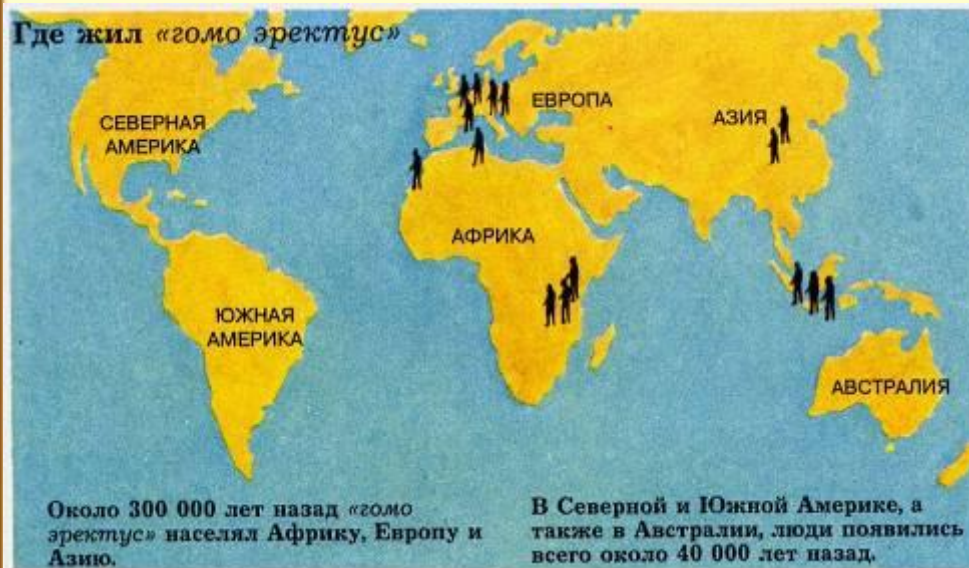 Где жил «гомо эректус»
СЕВЕРНАЯ
АМЕРИКА
ЕВРОПА
АЗИЯ
АФРИКА
ЮЖНАЯ
АМЕРИКА
АВСТРАЛИЯ
Около 300 000 лет назад «гомо
эректус» населял Африку, Европу и
Азию.
В Северной и Южной Америке, а
также в Австралии, люди появились
всего около 40 000 лет назад.